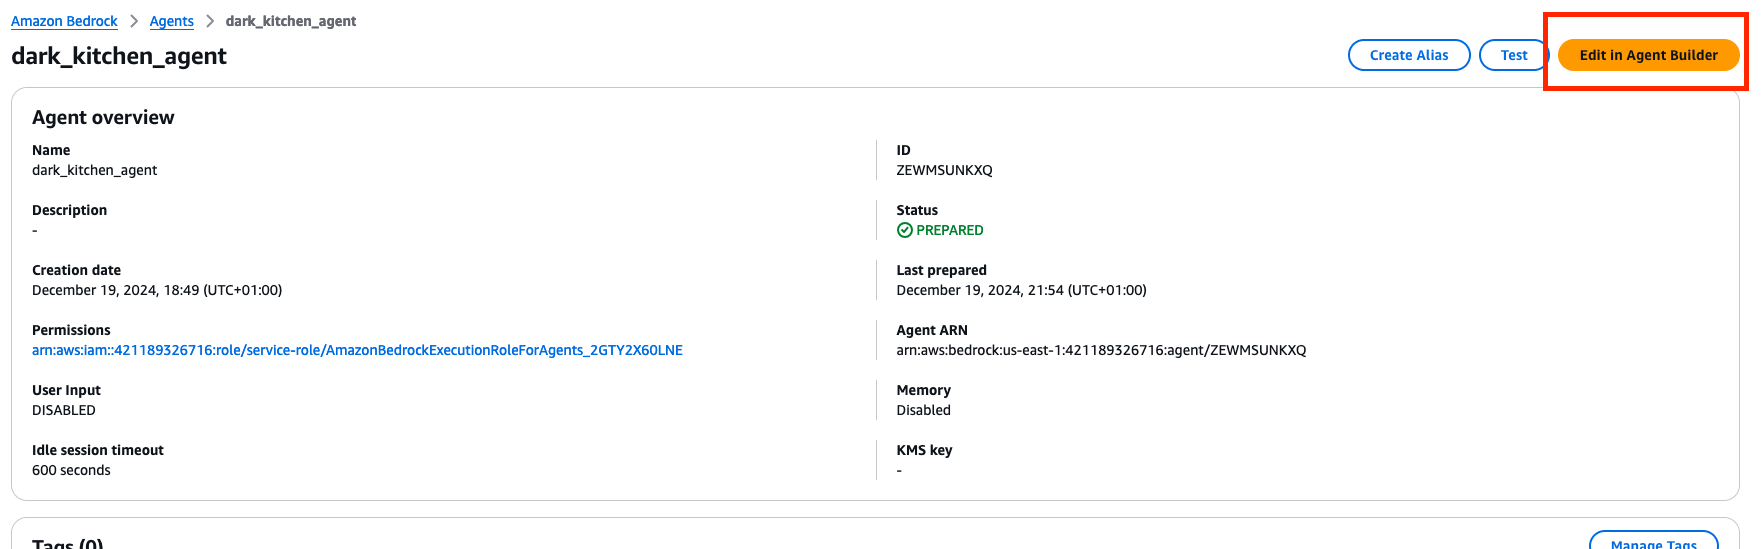 Amazon Bedrock > Agents > dark_kitchen_agent
dark_kitchen_agent
Create Alias
Test
Edit in Agent Builder
Agent overview
Name
dark_kitchen_agent
ID
ZEWMSUNKXQ
Description
-
Status
PREPARED
Creation date
December 19, 2024, 18:49 (UTC+01:00)
Last prepared
December 19, 2024, 21:54 (UTC+01:00)
Permissions
arn:aws:iam::421189326716:role/service-role/AmazonBedrockExecutionRoleForAgents_2GTY2X60LNE
Agent ARN
arn:aws:bedrock:us-east-1:421189326716:agent/ZEWMSUNKXQ
User Input
DISABLED
Memory
Disabled
Idle session timeout
600 seconds
KMS key
-
Tags (0)
Manage Tags